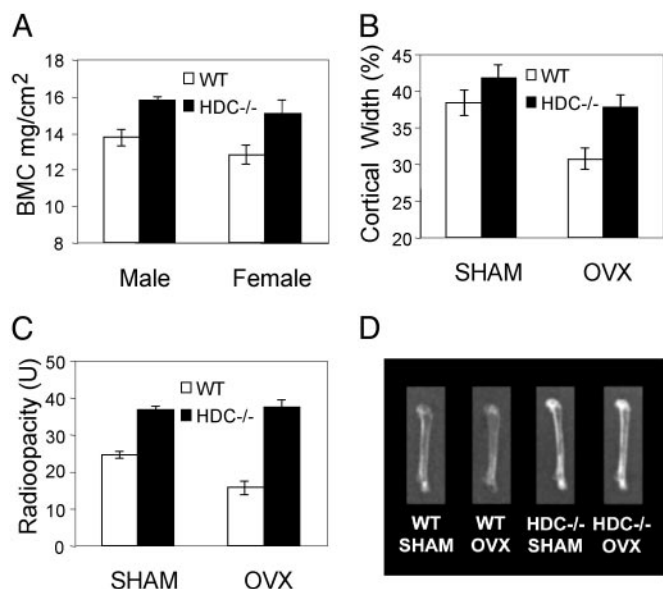 A
BMC mg/cm2
16
14
12
10
8
18
WT
HDC-/-
Male Female
B
Cortical Width (%)
45
40
35
30
25
20
WT
HDC-/-
SHAM OVX
C
Radioopacity (U)
50
40
30
20
10
0
WT
HDC-/-
SHAM OVX
D
WT WT HDC-/- HDC-/-
SHAM OVX SHAM OVX